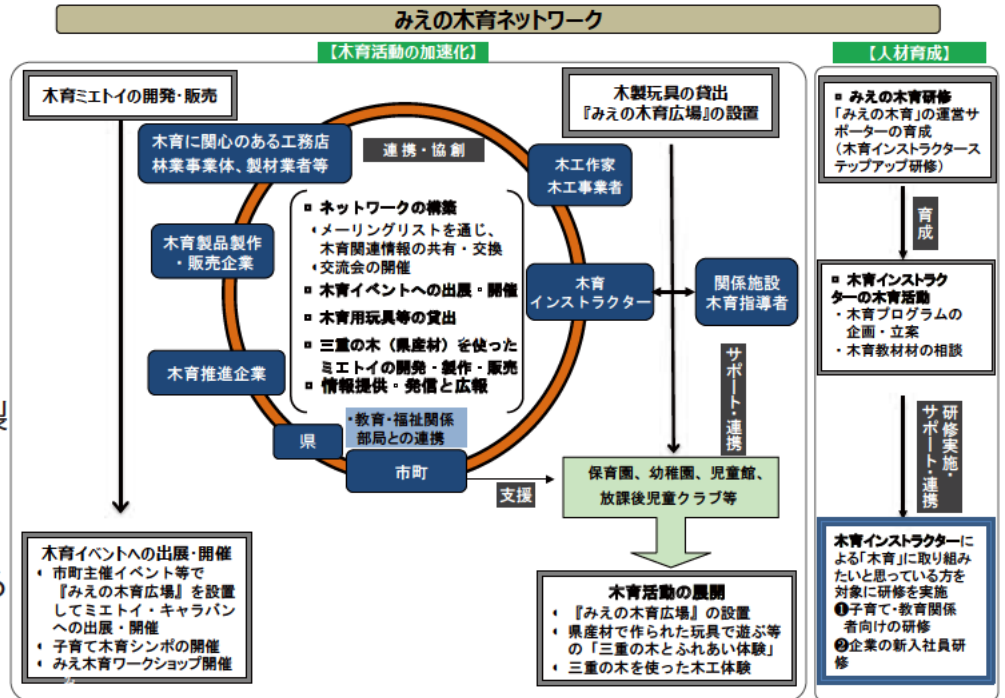 みえの木育ネットワーク
【木育活動の加速化】
木育ミエトイの開発・販売
木製玩具の貸出
『みえの木育広場』の設置
木育に関心のある工務店
林業事業体、製材業者等
連携・協創
木工作家
木工事業者
木育製品製作
・販売企業
¤ ネットワークの構築
・メーリングリストを通じ、
木育関連情報の共有・交換
・交流会の開催
¤ 木育イベントへの出展・開催
¤ 木育用玩具等の貸出
¤ 三重の木（県産材）を使った
ミエトイの開発・製作・販売
¤ 情報提供・発信と広報
・教育・福祉関係
部局との連携
木育
インストラクター
関係施設
木育指導者
木育推進企業
県
市町
支援
サポート・連携
保育園、幼稚園、児童館、
放課後児童クラブ等
木育イベントへの出展・開催
・ 市町主催イベント等で
『みえの木育広場』を設置
してミエトイ・キャラバン
への出展・開催
・ 子育て木育シンポの開催
・ みえ木育ワークショップ開催
木育活動の展開
・ 『みえの木育広場』の設置
・ 県産材で作られた玩具で遊ぶ等
の「三重の木とふれあい体験」
・ 三重の木を使った木工体験
【人材育成】
¤ みえの木育研修
「みえの木育」の運営サ
ポーターの育成
（木育インストラクタース
テップアップ研修）
育成
¤ 木育インストラク
ターの木育活動
・木育プログラムの
企画・立案
・木育教材材の相談
研修実施・
サポート・連携
木育インストラクターに
よる「木育」に取り組み
たいと思っている方を
対象に研修を実施
❶子育て・教育関係
者向けの研修
❷企業の新入社員研
修